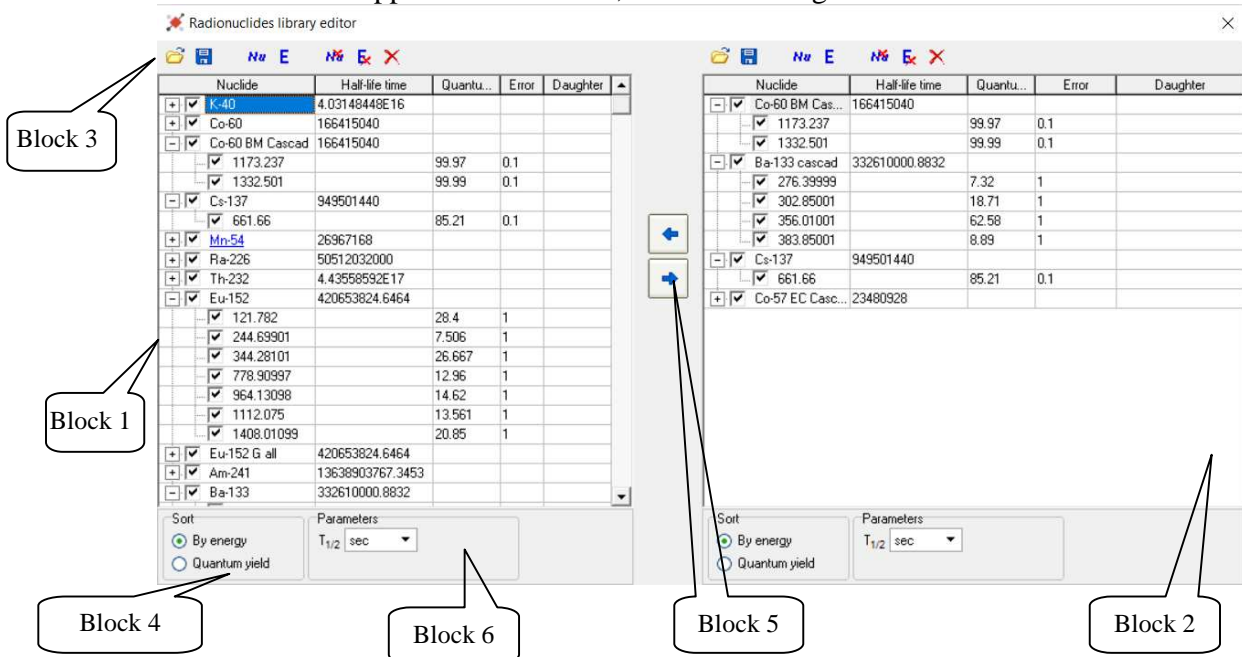 Radionuclides library editor
Nu E Nu E
Nuclide Half-life time Quantu... Error Daughter
K-40 4.03148448E16
Co-60 166415040
Co-60 BM Cascad 166415040
1173.237 99.97 0.1
1332.501 99.99 0.1
Cs-137 949501440
661.66 85.21 0.1
Mn-54 26967168
Ra-226 50512032000
Th-232 4.43558592E17
Eu-152 420653824.6464
121.782 28.4 1
244.69901 7.506 1
344.28101 26.667 1
778.90997 12.96 1
964.13098 14.62 1
1112.075 13.561 1
1408.01099 20.85 1
Eu-152 G all 420653824.6464
Am-241 13638903767.3453
Ba-133 332610000.8832
Sort
By energy
Quantum yield
Parameters
T1/2 sec
Nu E Nu E
Nuclide Half-life time Quantu... Error Daughter
Co-60 BM Cas... 166415040
1173.237 99.97 0.1
1332.501 99.99 0.1
Ba-133 cascad 332610000.8832
276.39999 7.32 1
302.85001 18.71 1
356.01001 62.58 1
383.85001 8.89 1
Cs-137 949501440
661.66 85.21 0.1
Co-57 EC Casc... 23480928
Sort
By energy
Quantum yield
Parameters
T1/2 sec
Block 3
Block 1
Block 4
Block 6
Block 5
Block 2